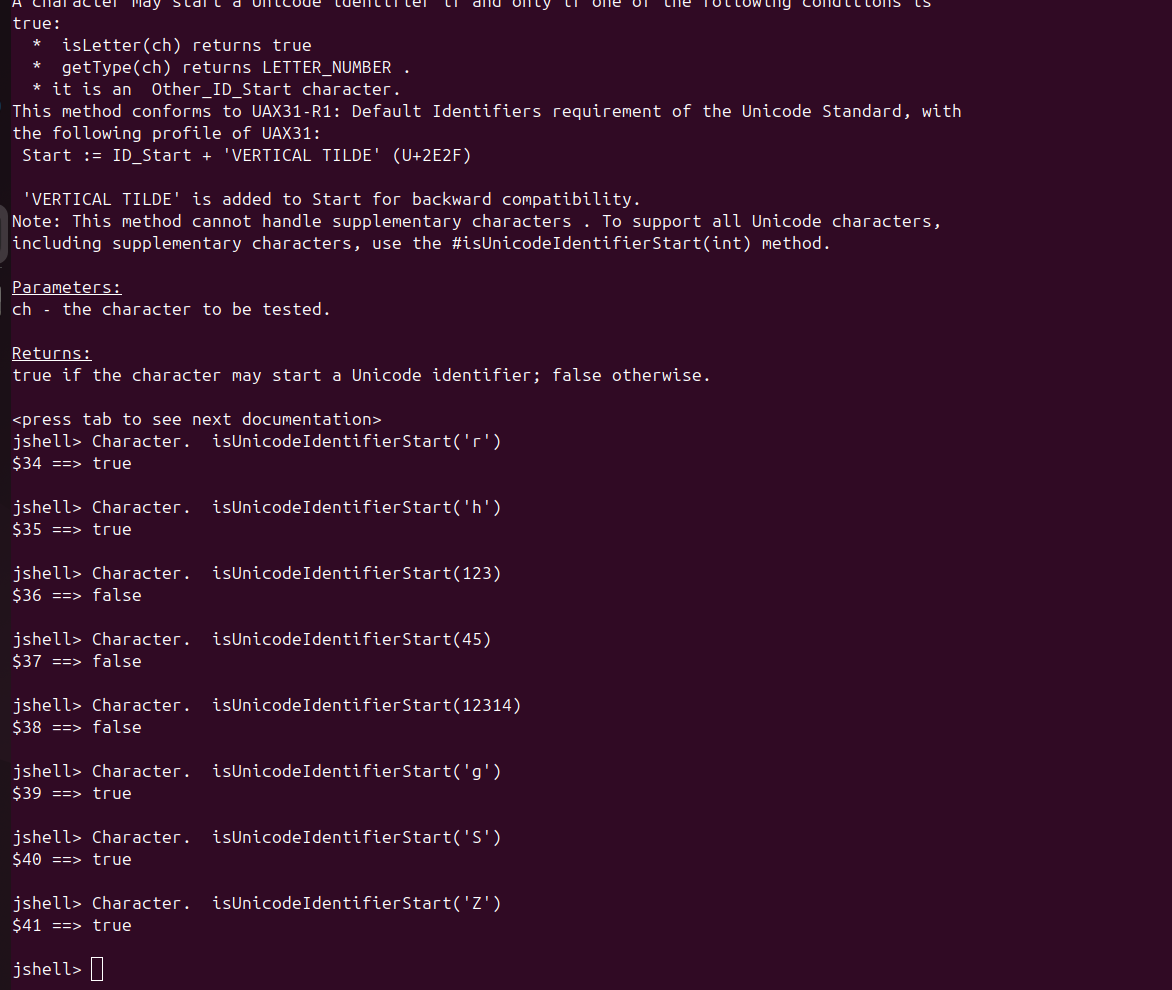 A character may start a Unicode identifier if and only if one of the following conditions is
true:
  *  isLetter(ch) returns true
  *  getType(ch) returns LETTER_NUMBER .
  * it is an  Other_ID_Start character.
This method conforms to UAX31-R1: Default Identifiers requirement of the Unicode Standard, with
the following profile of UAX31:
 Start := ID_Start + 'VERTICAL TILDE' (U+2E2F)

 'VERTICAL TILDE' is added to Start for backward compatibility.
Note: This method cannot handle supplementary characters . To support all Unicode characters,
including supplementary characters, use the #isUnicodeIdentifierStart(int) method.

Parameters:
ch - the character to be tested.

Returns:
true if the character may start a Unicode identifier; false otherwise.

<press tab to see next documentation>
jshell> Character.  isUnicodeIdentifierStart('r')
$34 ==> true

jshell> Character.  isUnicodeIdentifierStart('h')
$35 ==> true

jshell> Character.  isUnicodeIdentifierStart(123)
$36 ==> false

jshell> Character.  isUnicodeIdentifierStart(45)
$37 ==> false

jshell> Character.  isUnicodeIdentifierStart(12314)
$38 ==> false

jshell> Character.  isUnicodeIdentifierStart('g')
$39 ==> true

jshell> Character.  isUnicodeIdentifierStart('S')
$40 ==> true

jshell> Character.  isUnicodeIdentifierStart('Z')
$41 ==> true

jshell>